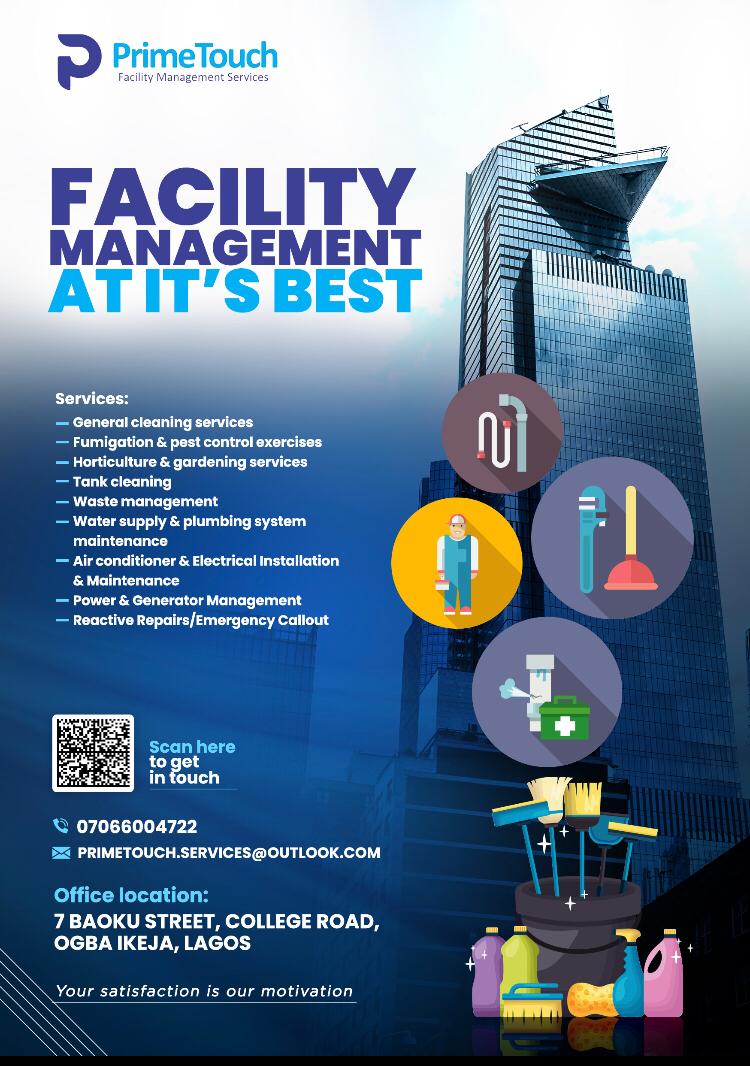 PrimeTouch
Facility Management Services
FACILITY
MANAGEMENT
AT IT'S BEST
Services:
General cleaning services
Fumigation & pest control exercises
Horticulture & gardening services
Tank cleaning
Waste management
Water supply & plumbing system
maintenance
Air conditioner & Electrical Installation
& Maintenance
Power & Generator Management
Reactive Repairs/Emergency Callout
Scan here
to get
in touch
07066004722
PRIMETOUCH.SERVICES@OUTLOOK.COM
Office location:
7 BAOKU STREET, COLLEGE ROAD,
OGBA IKEJA, LAGOS
Your satisfaction is our motivation